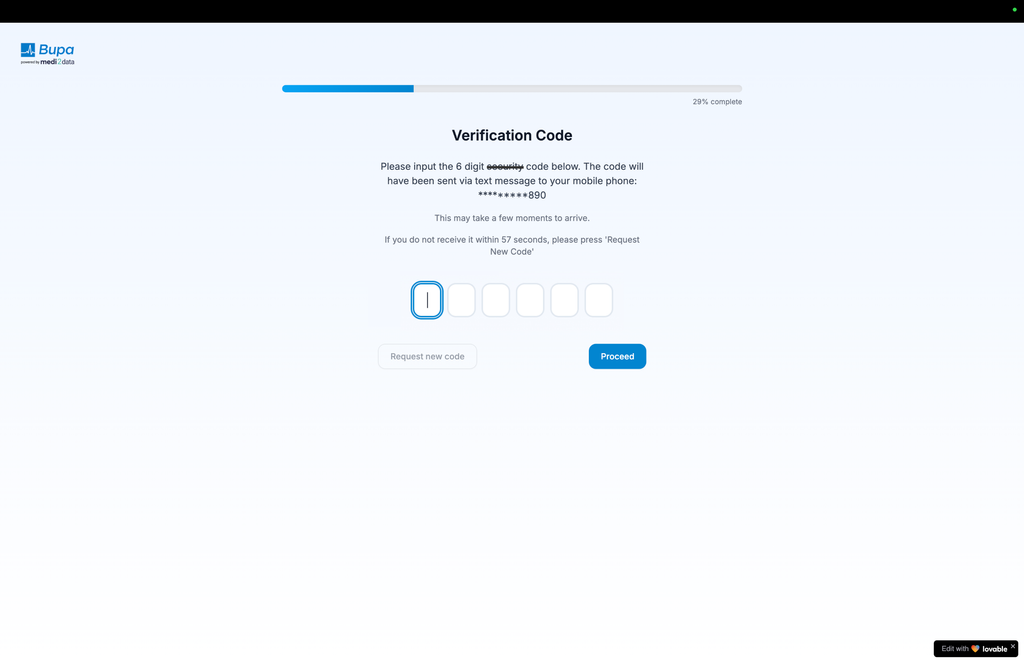 Bupa
powered by medi2data
29% complete
Verification Code
Please input the 6 digit security code below. The code will
have been sent via text message to your mobile phone:
*********890
This may take a few moments to arrive.
If you do not receive it within 57 seconds, please press 'Request
New Code'
Request new code
Proceed
Edit with lovable